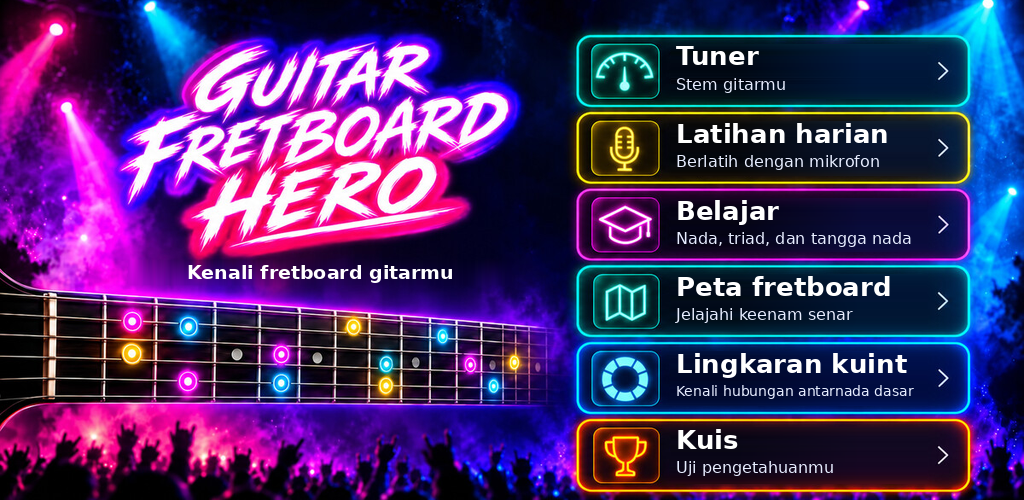 GUITAR
FRETBOARD
HERO
Kenali fretboard gitarmu
Tuner
Stem gitarmu
Latihan harian
Berlatih dengan mikrofon
Belajar
Nada, triad, dan tangga nada
Peta fretboard
Jelajahi keenam senar
Lingkaran kuint
Kenali hubungan antarnada dasar
Kuis
Uji pengetahuanmu